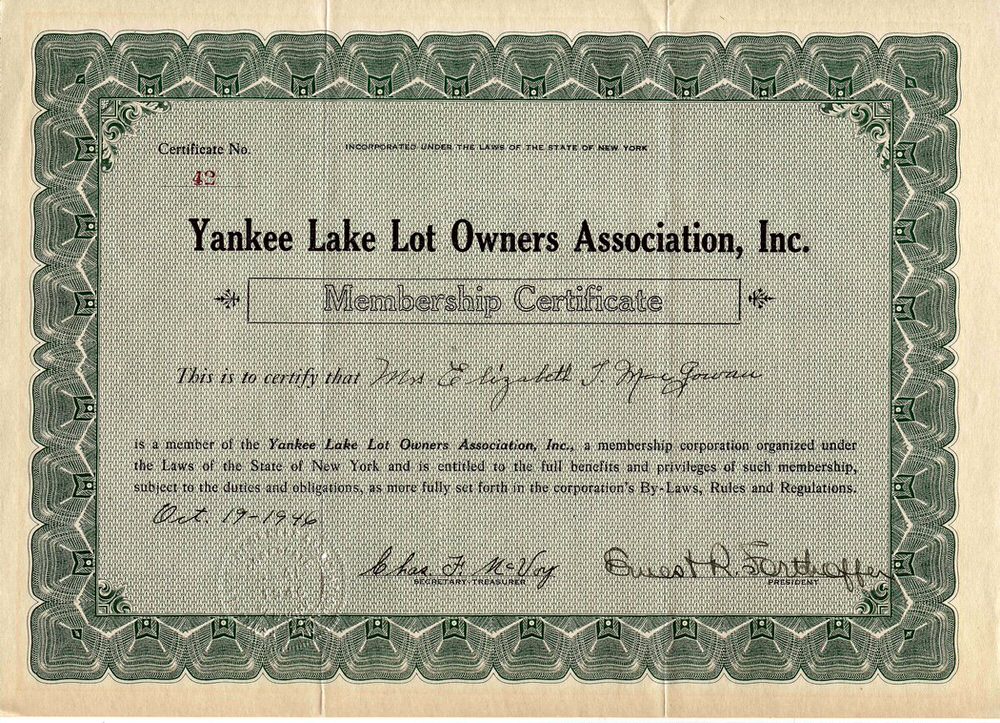 Certificate No.
INCORPORATED UNDER THE LAWS OF THE STATE OF NEW YORK
42
Yankee Lake Lot Owners Association, Inc.
Membership Certificate
This is to certify that Mrs. Elizabeth T. MacGowan
is a member of the Yankee Lake Lot Owners Association, Inc., a membership corporation organized under
the Laws of the State of New York and is entitled to the full benefits and privileges of such membership,
subject to the duties and obligations, as more fully set forth in the corporation's By-Laws, Rules and Regulations.
Oct. 19-1946
Chas. F. McVoy
Ernest R. Forthoffer
SECRETARY-TREASURER
PRESIDENT